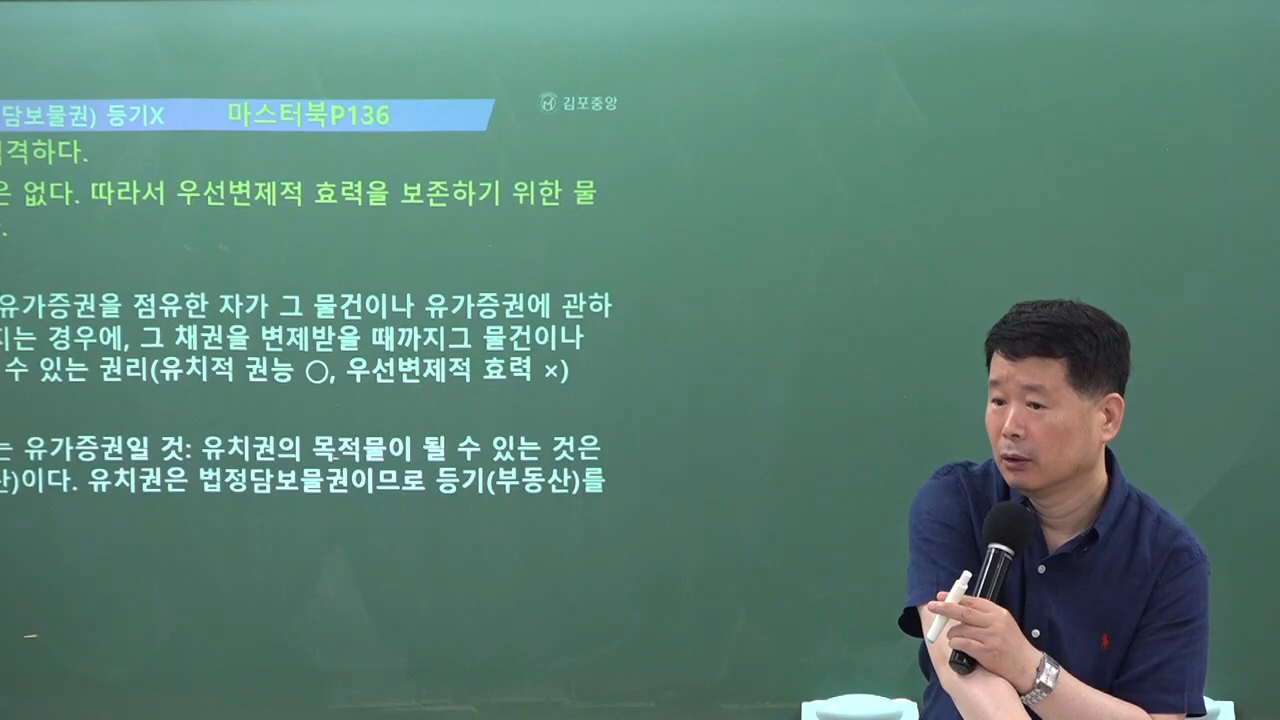 담보물권) 등기X 마스터북P136
김포중앙
격하다.
은 없다. 따라서 우선변제적 효력을 보존하기 위한 물
유가증권을 점유한 자가 그 물건이나 유가증권에 관하
지는 경우에, 그 채권을 변제받을 때까지그 물건이나
수 있는 권리(유치적 권능 ○, 우선변제적 효력 ×)
는 유가증권일 것: 유치권의 목적물이 될 수 있는 것은
)이다. 유치권은 법정담보물권이므로 등기(부동산)를